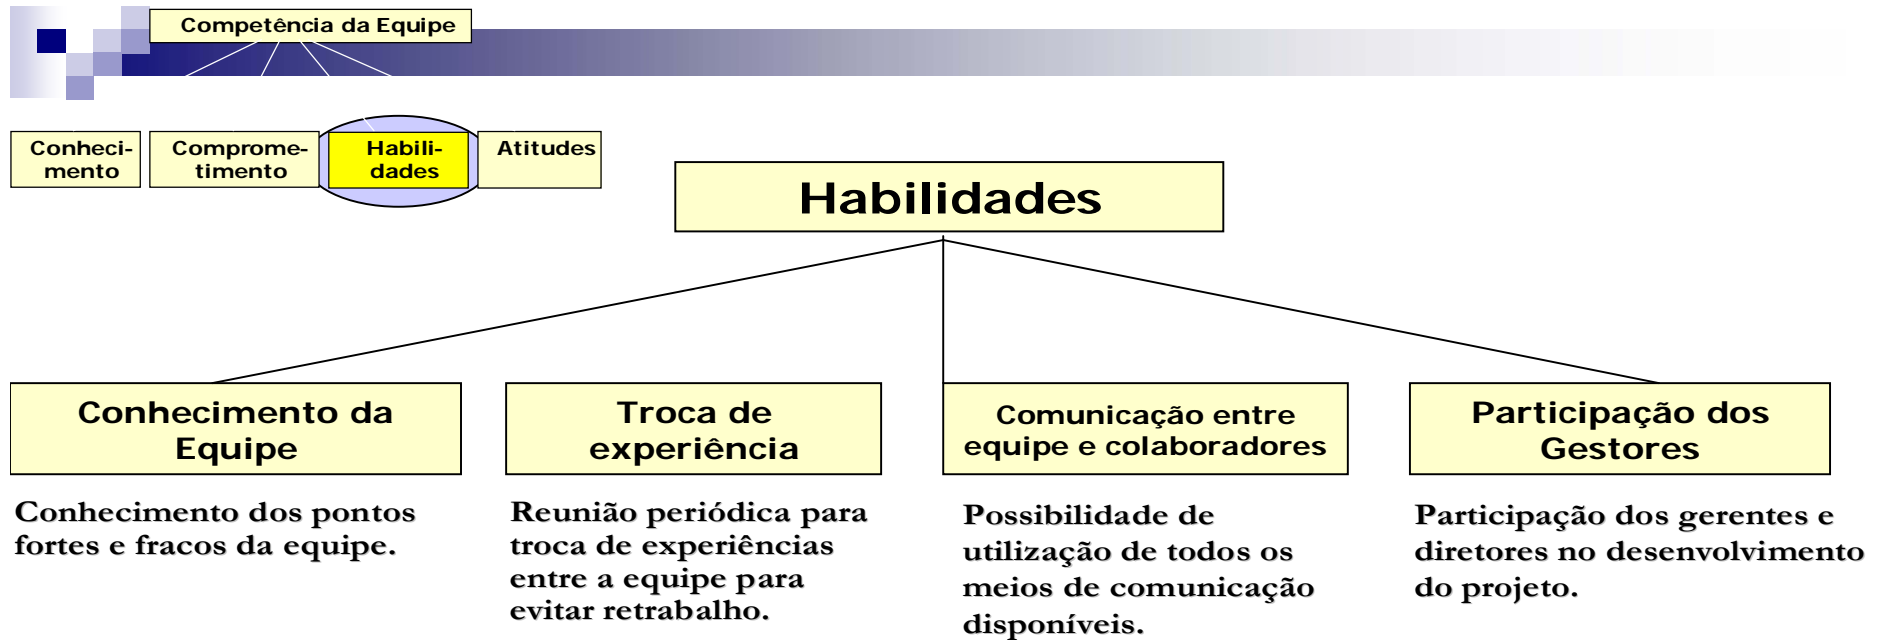 Competência da Equipe
Conheci-
mento
Comprome-
timento
Habili-
dades
Atitudes
Habilidades
Conhecimento da
Equipe
Troca de
experiência
Comunicação entre
equipe e colaboradores
Participação dos
Gestores
Conhecimento dos pontos
fortes e fracos da equipe.
Reunião periódica para
troca de experiências
entre a equipe para
evitar retrabalho.
Possibilidade de
utilização de todos os
meios de comunicação
disponíveis.
Participação dos gerentes e
diretores no desenvolvimento
do projeto.